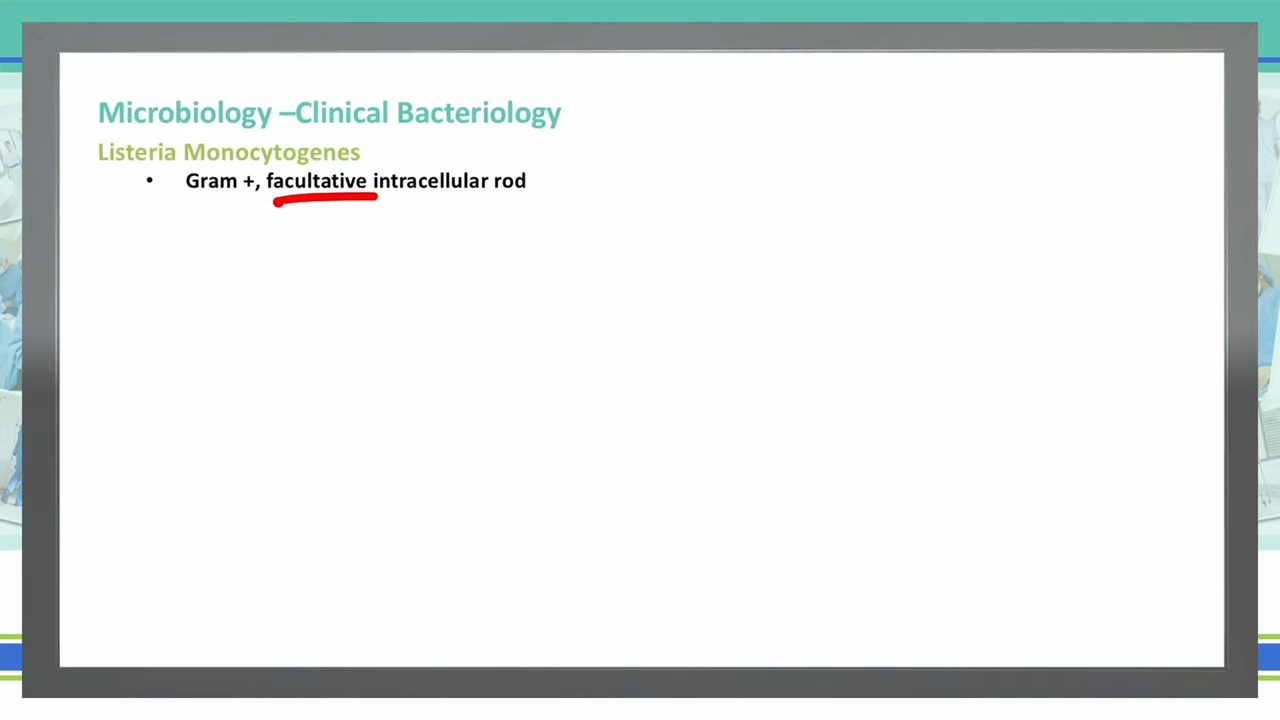 Microbiology –Clinical Bacteriology
Listeria Monocytogenes
• Gram +, facultative intracellular rod